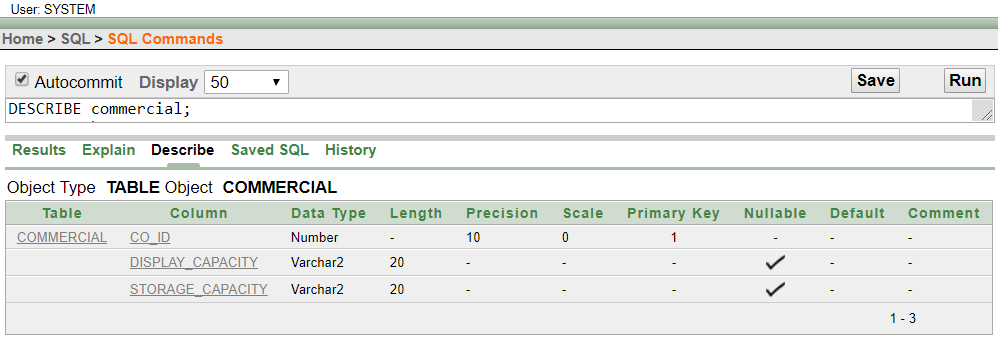 User: SYSTEM
Home > SQL > SQL Commands
Autocommit Display 50 Save Run
DESCRIBE commercial;
Results Explain Describe Saved SQL History
Object Type TABLE Object COMMERCIAL
Table Column Data Type Length Precision Scale Primary Key Nullable Default Comment
COMMERCIAL CO_ID Number - 10 0 1 - - -
DISPLAY_CAPACITY Varchar2 20 - - - - -
STORAGE_CAPACITY Varchar2 20 - - - - -
1 - 3